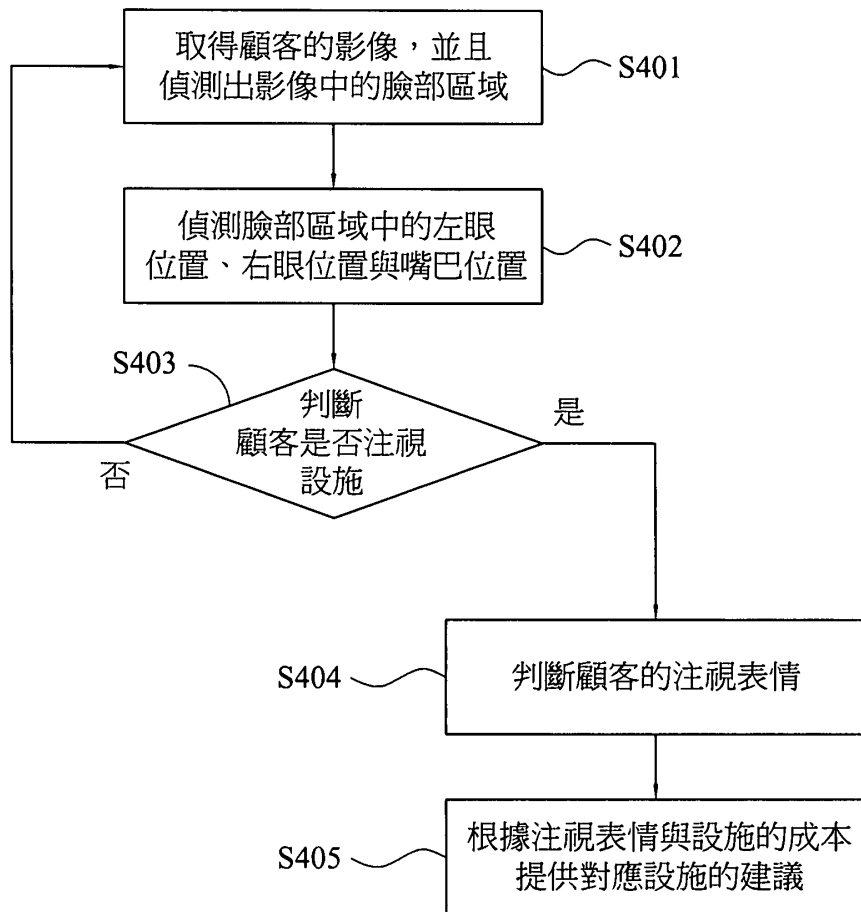 取得顧客的影像，並且
偵測出影像中的臉部區域
S401
偵測臉部區域中的左眼
位置、右眼位置與嘴巴位置
S402
S403
判斷
顧客是否注視
設施
是
否
S404
判斷顧客的注視表情
S405
根據注視表情與設施的成本
提供對應設施的建議